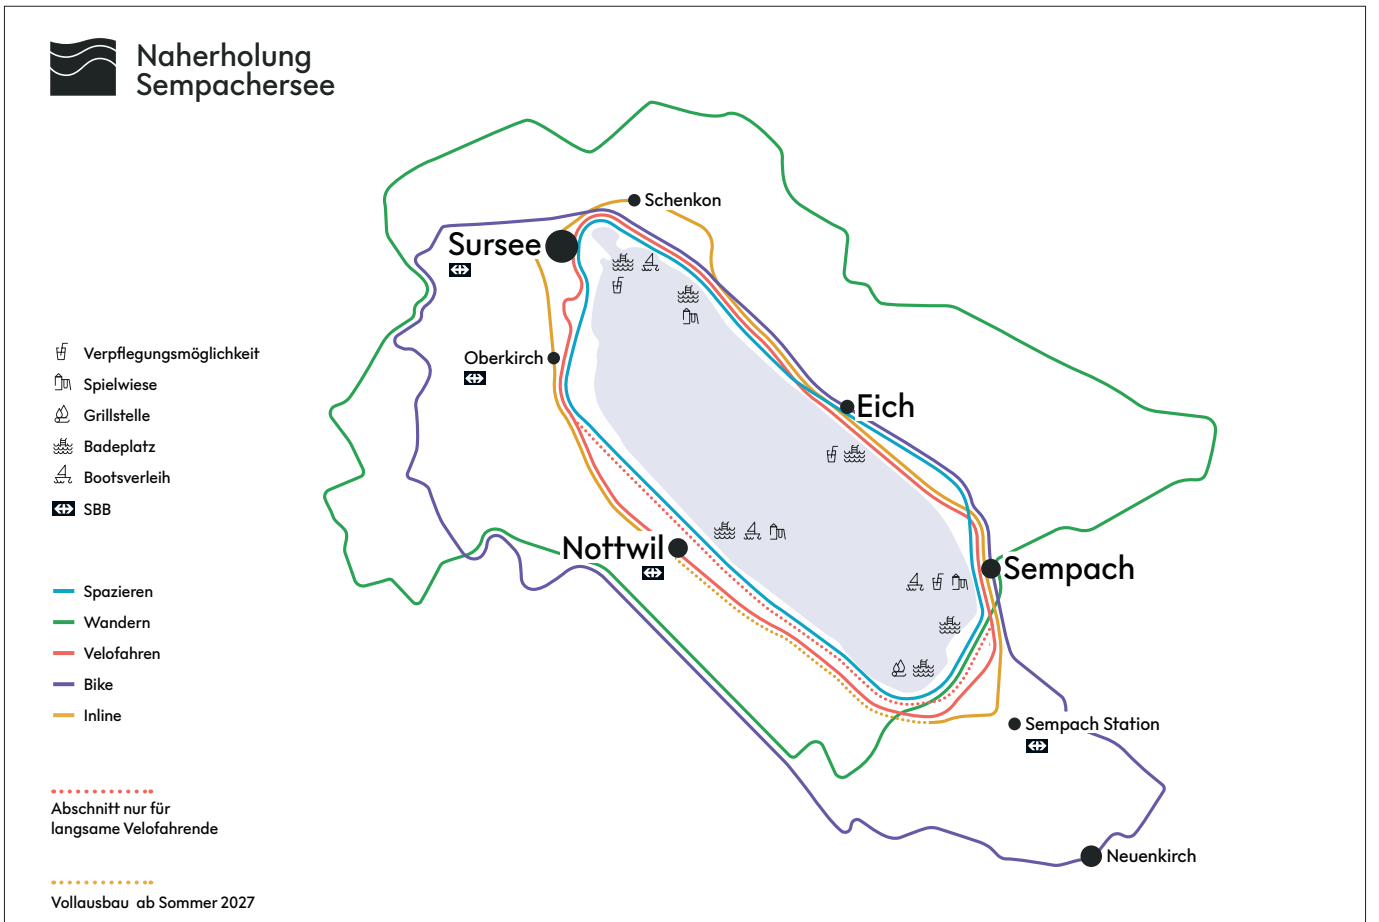 Naherholung
Sempachersee
Schenkon
Sursee
Oberkirch
Eich
Nottwil
Sempach
Sempach Station
Neuenkirch
Verpflegungsmöglichkeit
Spielwiese
Grillstelle
Badeplatz
Bootsverleih
SBB
Spazieren
Wandern
Velofahren
Bike
Inline
Abschnitt nur für
langsame Velofahrende
Vollausbau ab Sommer 2027